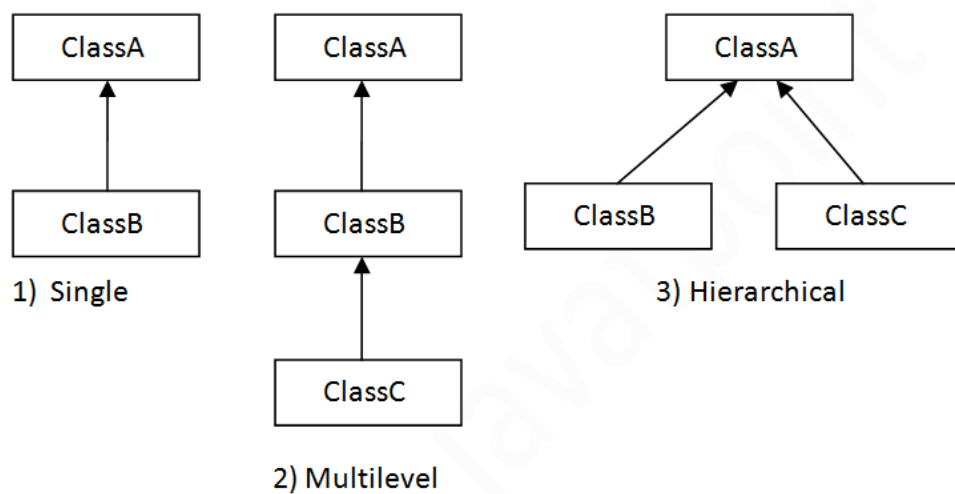 ClassA
ClassB
1) Single
ClassA
ClassB
ClassC
2) Multilevel
ClassA
ClassB
ClassC
3) Hierarchical